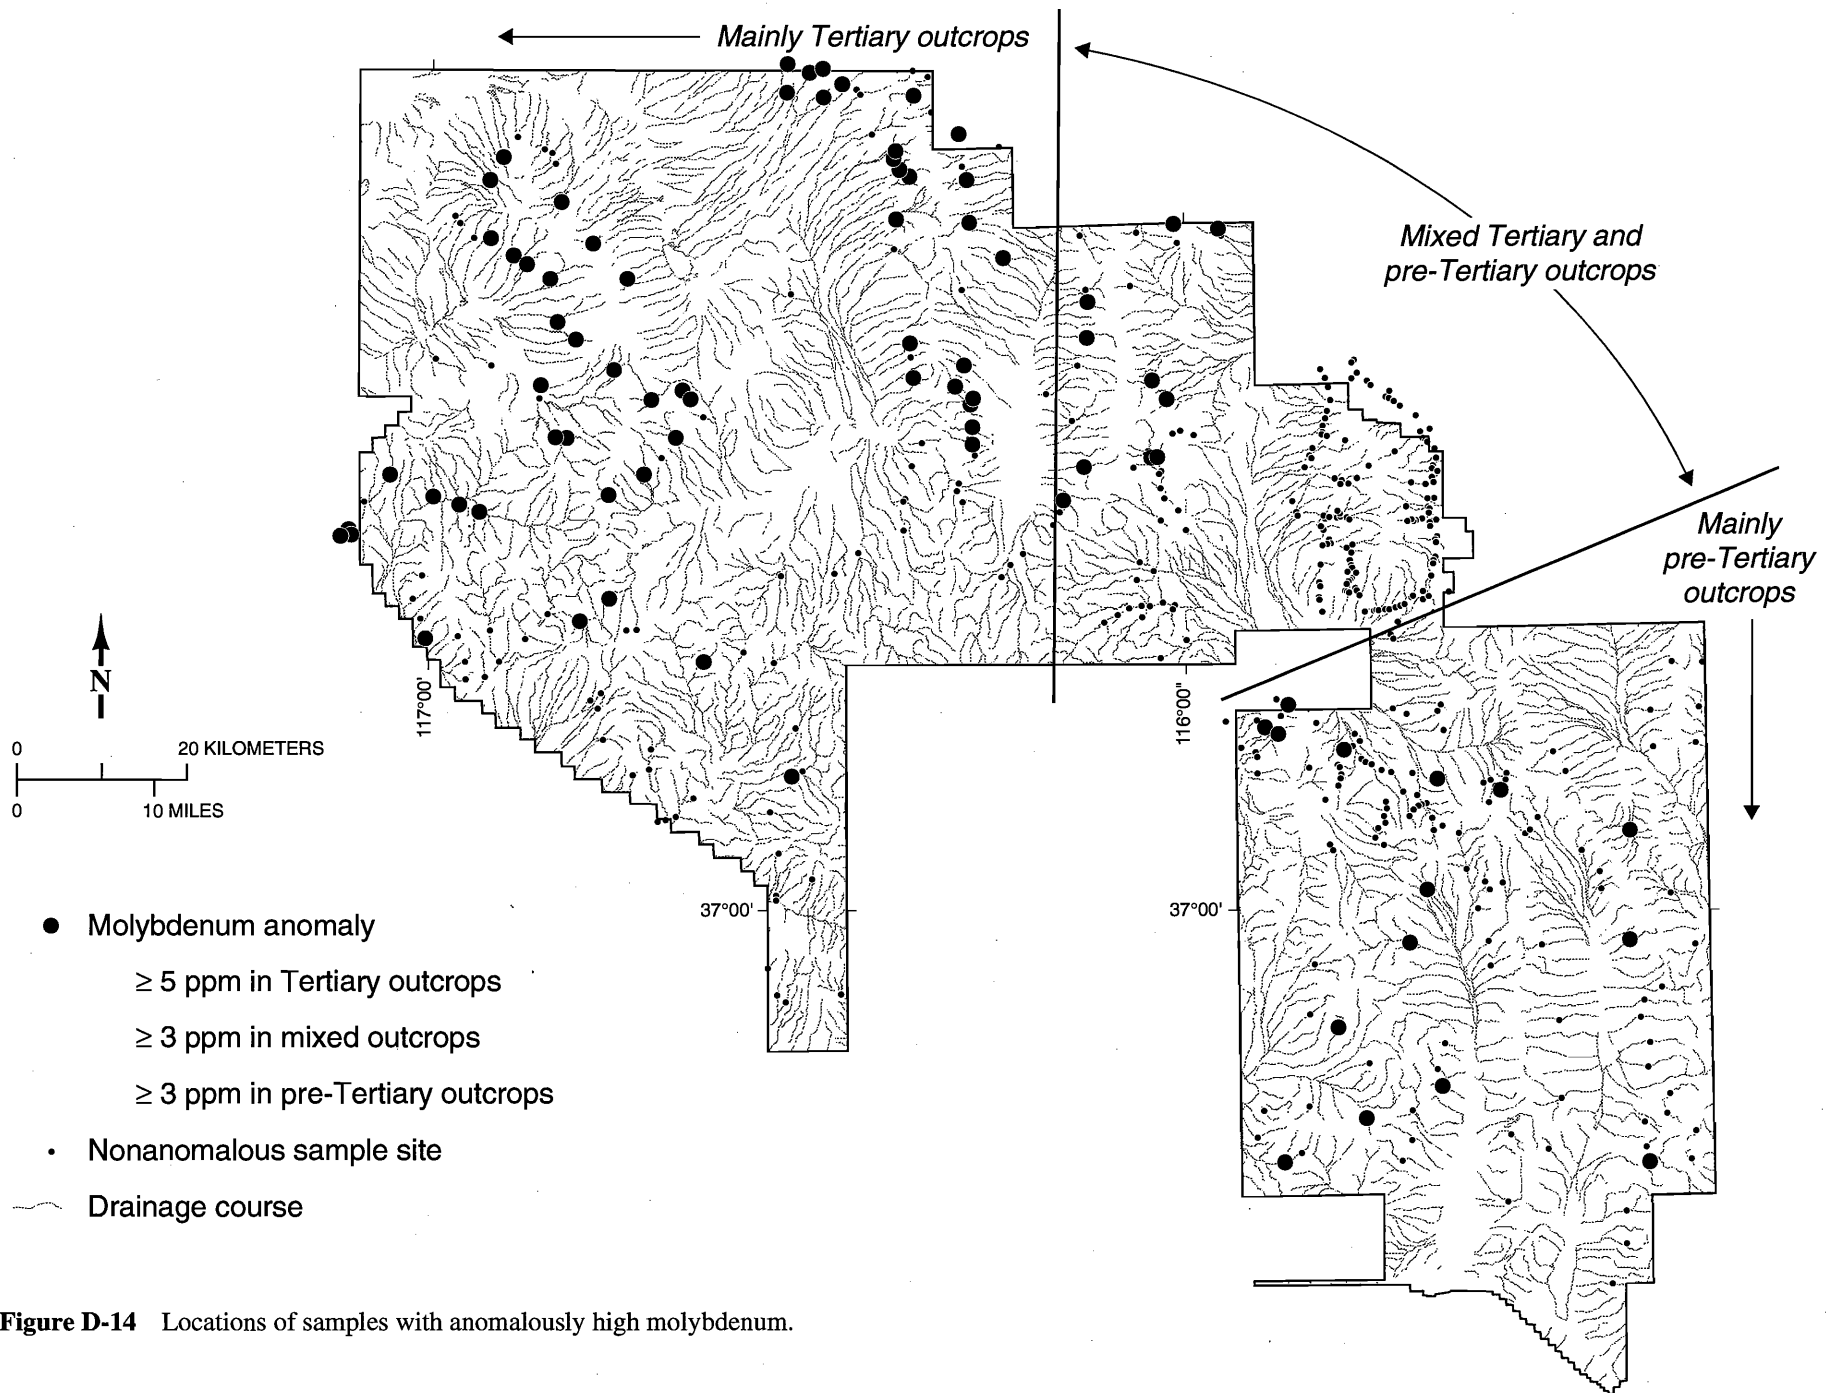 Mainly Tertiary outcrops
Mixed Tertiary and
pre-Tertiary outcrops
Mainly
pre-Tertiary
outcrops
N
117°00'
116°00"
0 20 KILOMETERS
0 10 MILES
37°00'
37°00'
Molybdenum anomaly
≥ 5 ppm in Tertiary outcrops
≥ 3 ppm in mixed outcrops
≥ 3 ppm in pre-Tertiary outcrops
Nonanomalous sample site
Drainage course
Figure D-14 Locations of samples with anomalously high molybdenum.